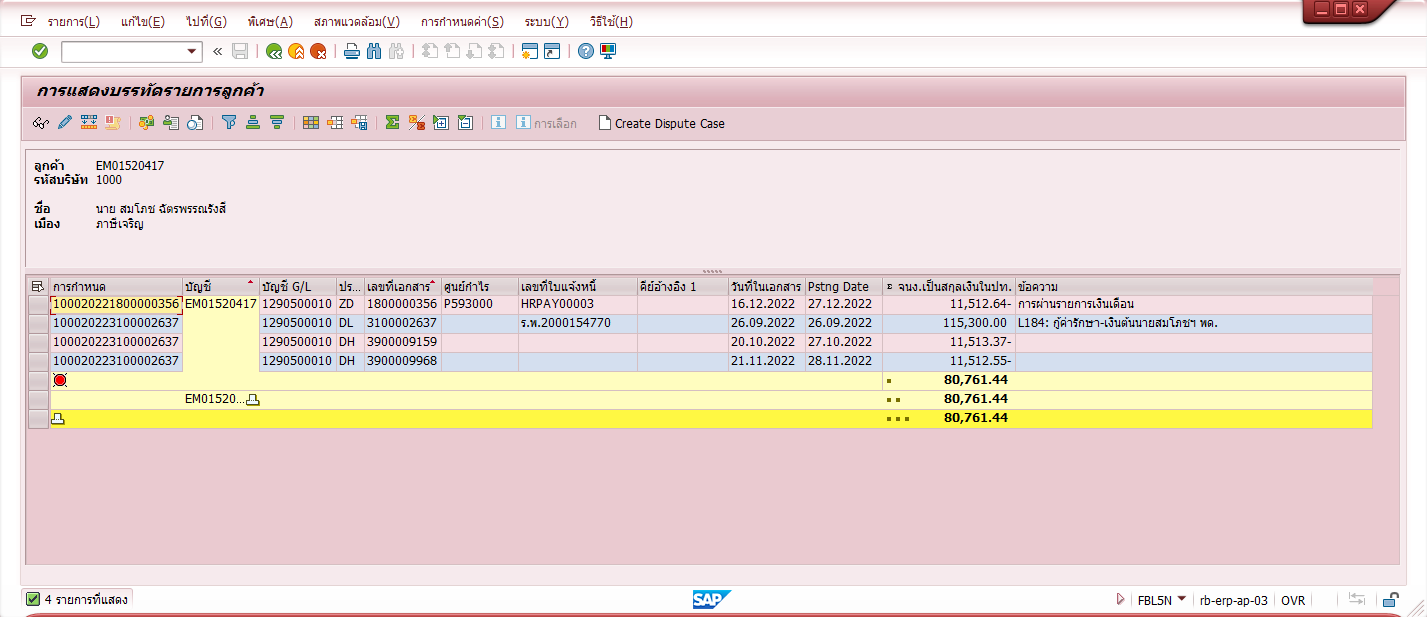 รายการ(L) แก้ไข(E) ไปที่(G) พิเศษ(A) สภาพแวดล้อม(V) การกำหนดค่า(S) ระบบ(Y) วิธีใช้(H)
การแสดงบรรทัดรายการลูกค้า
การเลือก Create Dispute Case
ลูกค้า EM01520417
รหัสบริษัท 1000
ชื่อ นาย สมโภช ฉัตรพรรณรังสี
เมือง ภาษีเจริญ
การกำหนด บัญชี บัญชี G/L ปร... เลขที่เอกสาร ศูนย์กำไร เลขที่ใบแจ้งหนี้ คีย์อ้างอิง 1 วันที่ในเอกสาร Pstng Date Σ จนง.เป็นสกุลเงินในปท. ข้อความ
100020221800000356 EM01520417 1290500010 ZD 1800000356 P593000 HRPAY00003 16.12.2022 27.12.2022 11,512.64- การผ่านรายการเงินเดือน
100020223100002637 1290500010 DL 3100002637 ร.พ.2000154770 26.09.2022 26.09.2022 115,300.00 L184: กู้ค่ารักษา-เงินต้นนายสมโภชฯ พด.
100020223100002637 1290500010 DH 3900009159 20.10.2022 27.10.2022 11,513.37-
100020223100002637 1290500010 DH 3900009968 21.11.2022 28.11.2022 11,512.55-
80,761.44
EM01520... 80,761.44
80,761.44
4 รายการที่แสดง SAP FBL5N rb-erp-ap-03 OVR